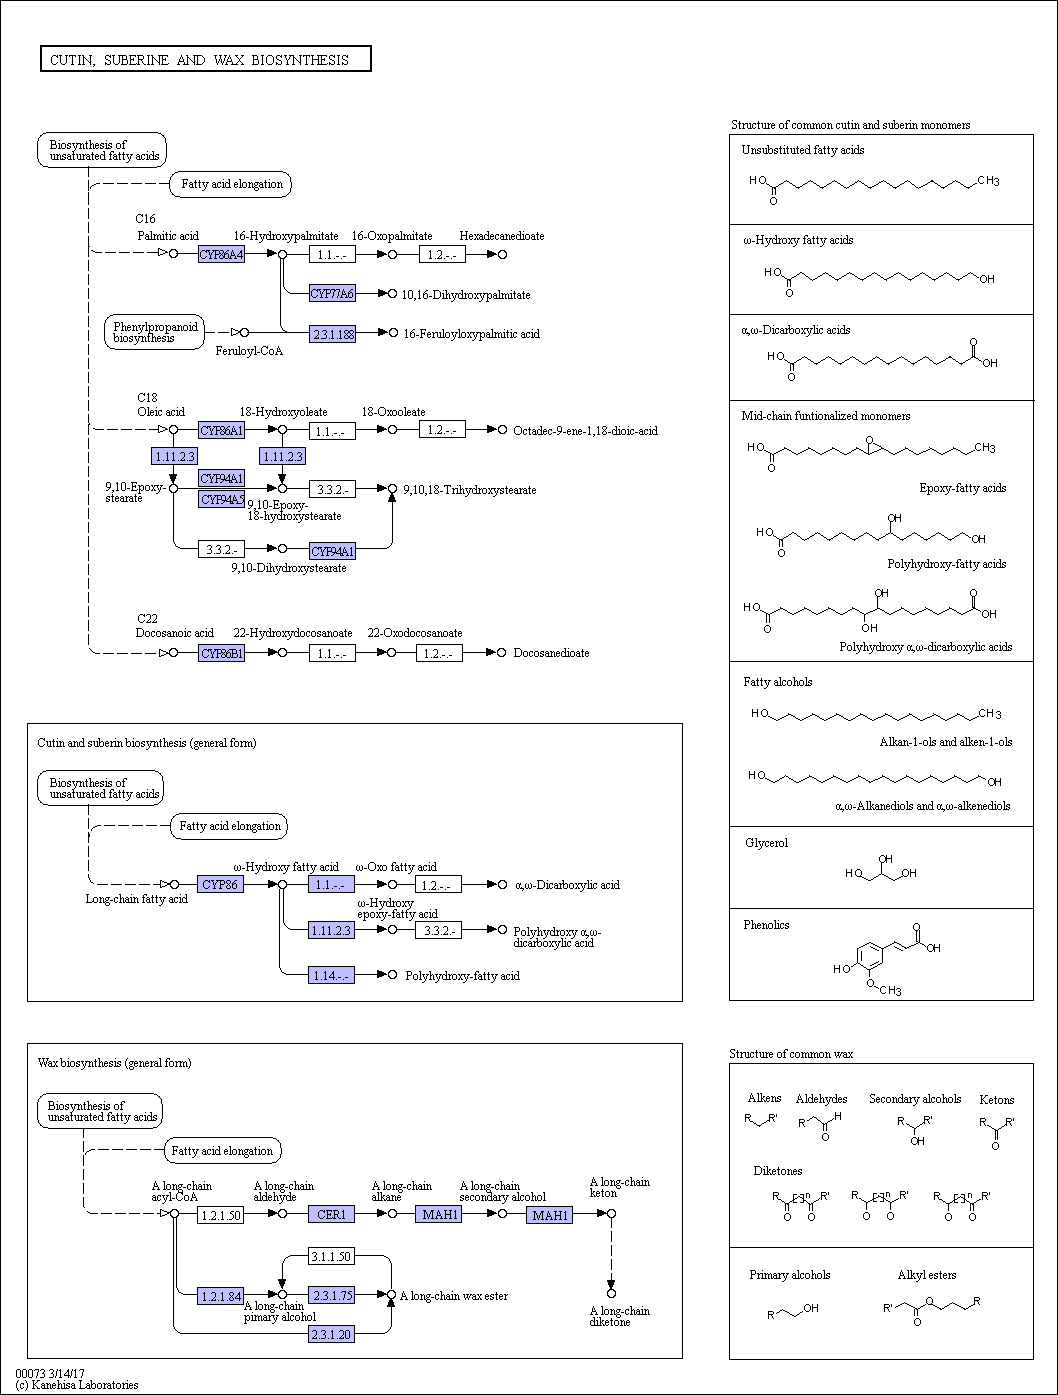 CUTIN, SUBERINE AND WAX BIOSYNTHESIS
Biosynthesis of
unsaturated fatty acids
Fatty acid elongation
C16
Palmitic acid
16-Hydroxypalmitate
16-Oxopalmitate
Hexadecanedioate
CYP86A4
1.1.-.-
1.2.-.-
CYP77A6
10,16-Dihydroxypalmitate
Phenylpropanoid
biosynthesis
Feruloyl-CoA
2.3.1.188
16-Feruloyloxypalmitic acid
C18
Oleic acid
18-Hydroxyoleate
18-Oxooleate
CYP86A1
1.1.-.-
1.2.-.-
Octadec-9-ene-1,18-dioic-acid
1.11.2.3
1.11.2.3
9,10-Epoxy-
stearate
CYP94A1
CYP94A5
9,10-Epoxy-
18-hydroxystearate
3.3.2.-
9,10,18-Trihydroxystearate
3.3.2.-
CYP94A1
9,10-Dihydroxystearate
C22
Docosanoic acid
22-Hydroxydocosanoate
22-Oxodocosanoate
CYP86B1
1.1.-.-
1.2.-.-
Docosanedioate
Cutin and suberin biosynthesis (general form)
Biosynthesis of
unsaturated fatty acids
Fatty acid elongation
Long-chain fatty acid
CYP86
ω-Hydroxy fatty acid
1.1.-.-
ω-Oxo fatty acid
1.2.-.-
α,ω-Dicarboxylic acid
1.11.2.3
ω-Hydroxy
epoxy-fatty acid
3.3.2.-
Polyhydroxy α,ω-
dicarboxylic acid
1.14.-.-
Polyhydroxy-fatty acid
Wax biosynthesis (general form)
Biosynthesis of
unsaturated fatty acids
Fatty acid elongation
A long-chain
acyl-CoA
A long-chain
aldehyde
A long-chain
alkane
A long-chain
secondary alcohol
A long-chain
keton
1.2.1.50
CER1
MAH1
MAH1
3.1.1.50
1.2.1.84
A long-chain
pimary alcohol
2.3.1.75
A long-chain wax ester
2.3.1.20
A long-chain
diketone
00073 3/14/17
(c) Kanehisa Laboratories
Structure of common cutin and suberin monomers
Unsubstituted fatty acids
HO
O
CH3
ω-Hydroxy fatty acids
HO
O
OH
α,ω-Dicarboxylic acids
HO
O
O
OH
Mid-chain funtionalized monomers
HO
O
O
CH3
Epoxy-fatty acids
HO
O
OH
OH
Polyhydroxy-fatty acids
HO
O
OH
OH
O
OH
Polyhydroxy α,ω-dicarboxylic acids
Fatty alcohols
HO
CH3
Alkan-1-ols and alken-1-ols
HO
OH
α,ω-Alkanediols and α,ω-alkenediols
Glycerol
OH
HO
OH
Phenolics
O
OH
HO
O
CH3
Structure of common wax
Alkens
Aldehydes
Secondary alcohols
Ketons
R R'
R H
O
R R'
OH
R R'
O
Diketones
R n R'
O O
R n R'
O O
R n R'
O O
Primary alcohols
Alkyl esters
R OH
R' O R
O